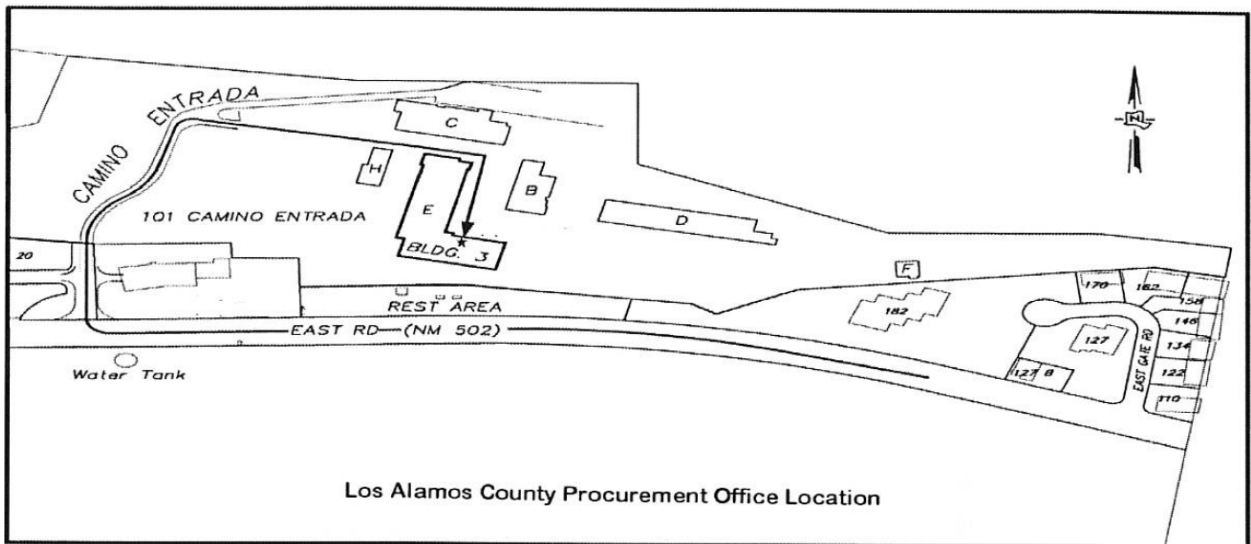 N
CAMINO ENTRADA
C
H
B
E
D
101 CAMINO ENTRADA
BLDG. 3
20
F
REST AREA
EAST RD (NM 502)
Water Tank
170
162
158
182
146
127
134
EAST GATE RD
127 B
122
110
Los Alamos County Procurement Office Location